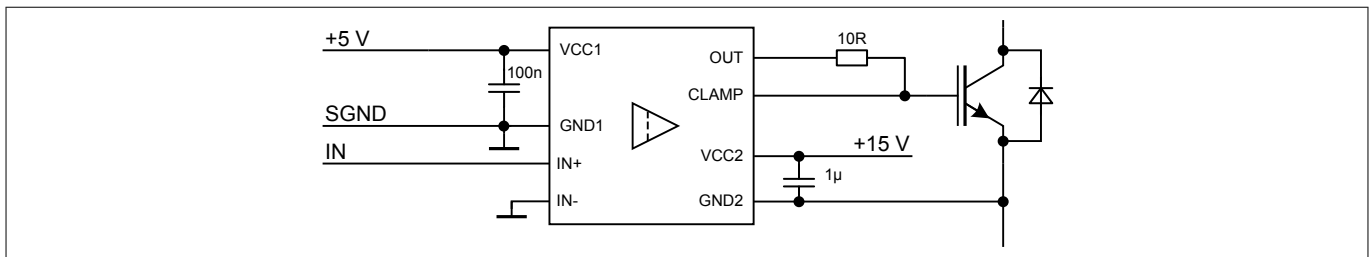 +5 V
VCC1
100n
SGND
GND1
IN
IN+
IN-
OUT
10R
CLAMP
VCC2
+15 V
1µ
GND2